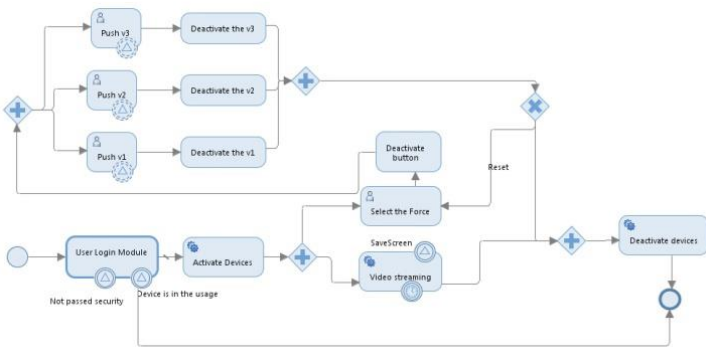 Push v3
Deactivate the v3
Push v2
Deactivate the v2
Push v1
Deactivate the v1
Deactivate
button
Reset
Select the Force
SaveScreen
User Login Module
Activate Devices
Video streaming
Deactivate devices
Not passed security
Device is in the usage